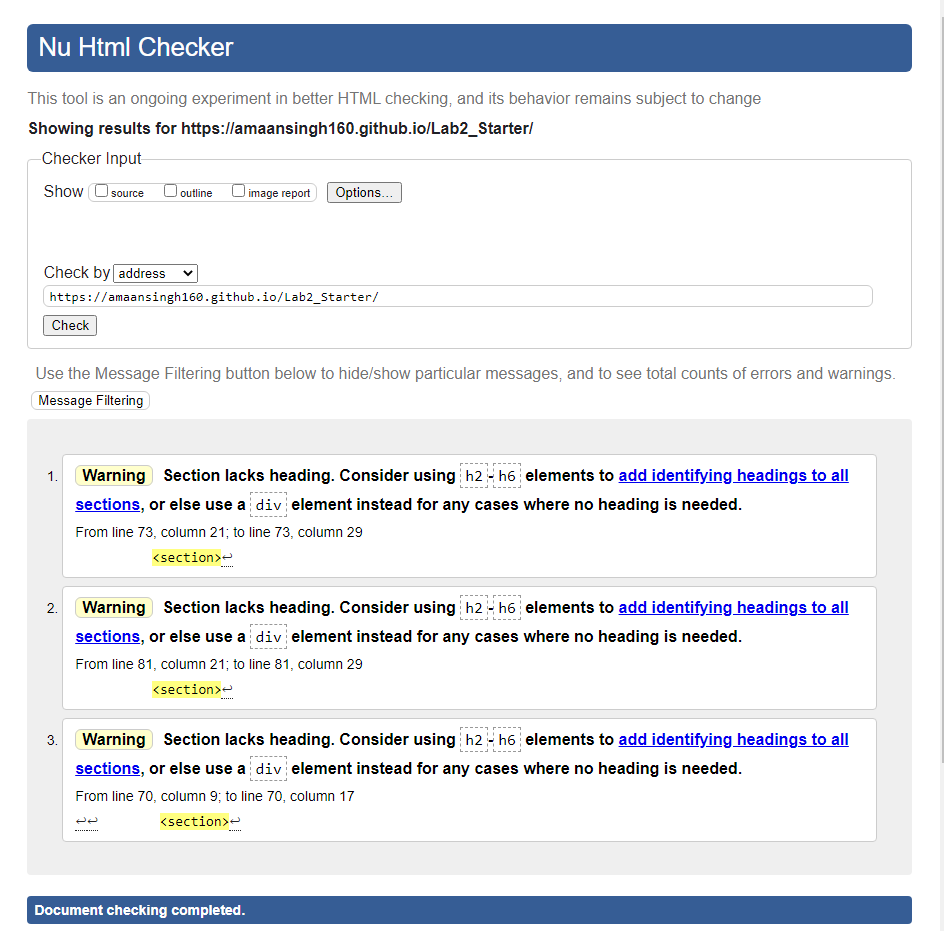 Nu Html Checker
This tool is an ongoing experiment in better HTML checking, and its behavior remains subject to change
Showing results for https://amaansingh160.github.io/Lab2_Starter/
Checker Input
Show source outline image report Options...
Check by address
https://amaansingh160.github.io/Lab2_Starter/
Check
Use the Message Filtering button below to hide/show particular messages, and to see total counts of errors and warnings.
Message Filtering
1. Warning Section lacks heading. Consider using h2-h6 elements to add identifying headings to all
sections, or else use a div element instead for any cases where no heading is needed.
From line 73, column 21; to line 73, column 29
<section>↩
2. Warning Section lacks heading. Consider using h2-h6 elements to add identifying headings to all
sections, or else use a div element instead for any cases where no heading is needed.
From line 81, column 21; to line 81, column 29
<section>↩
3. Warning Section lacks heading. Consider using h2-h6 elements to add identifying headings to all
sections, or else use a div element instead for any cases where no heading is needed.
From line 70, column 9; to line 70, column 17
↩↩ <section>↩
Document checking completed.